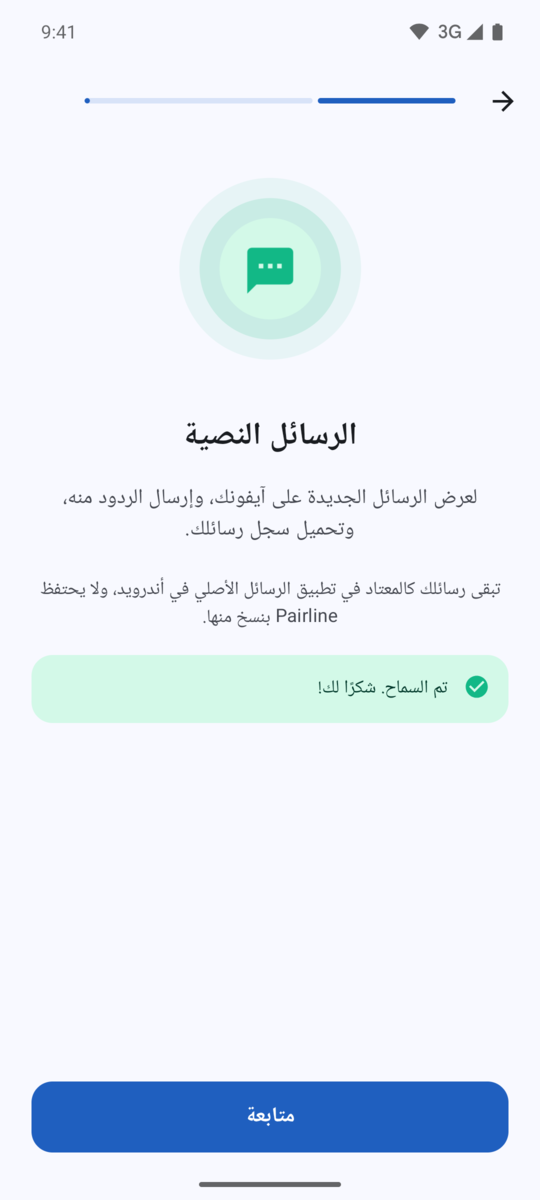 9:41
3G
الرسائل النصية
لعرض الرسائل الجديدة على آيفونك، وإرسال الردود منه،
وتحميل سجل رسائلك.
تبقى رسائلك كالمعتاد في تطبيق الرسائل الأصلي في أندرويد، ولا يحتفظ
Pairline بنسخ منها.
تم السماح. شكرًا لك!
متابعة